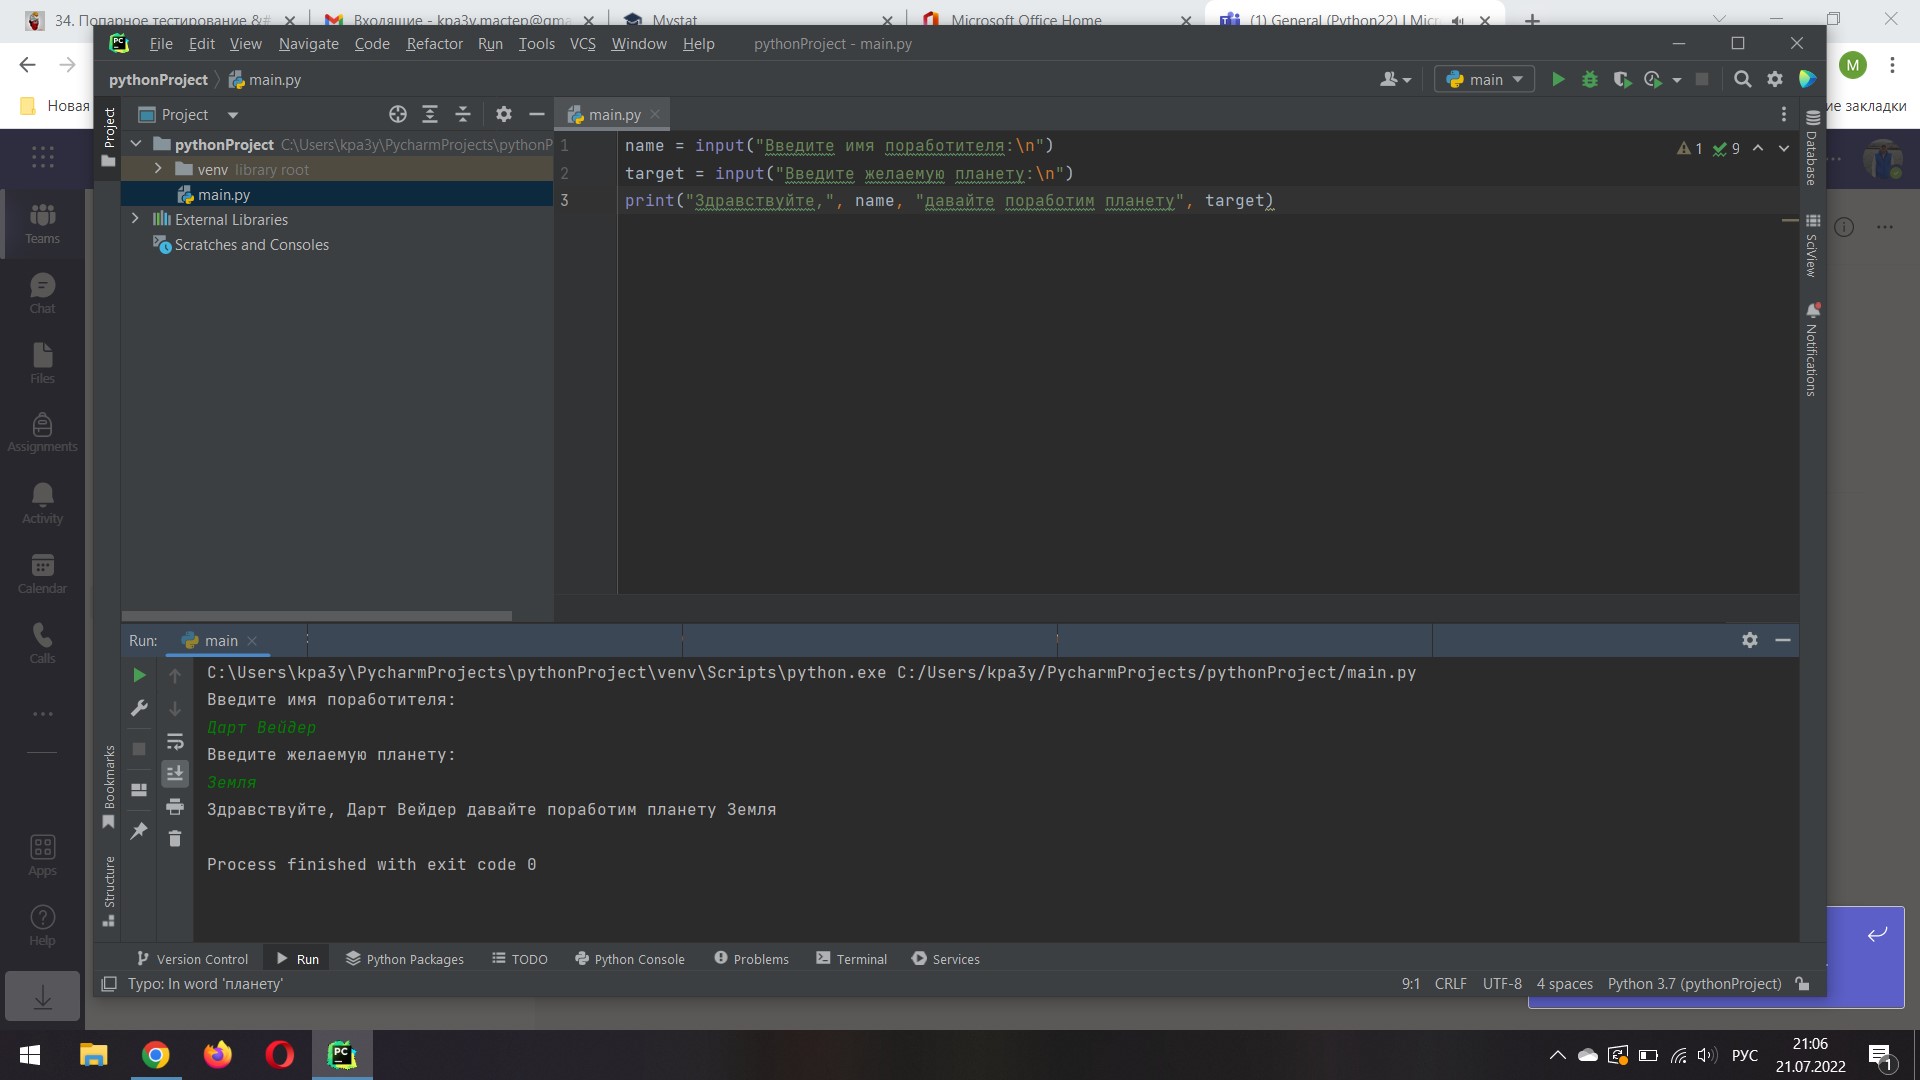 34. Попарное тестирование &#
Входящие - kpa3y.мастер@gma
Mystat
Microsoft Office Home
(1) General (Python22) | Micr
File Edit View Navigate Code Refactor Run Tools VCS Window Help pythonProject - main.py
pythonProject main.py
main
M
Новая
ие закладки
Project
Project
main.py
pythonProject C:\Users\kpa3y\PycharmProjects\pythonP
venv library root
main.py
External Libraries
Scratches and Consoles
1 name = input("Введите имя поработителя:\n")
2 target = input("Введите желаемую планету:\n")
3 print("Здравствуйте,", name, "давайте поработим планету", target)
1 9
Database
SciView
Notifications
Teams
Chat
Files
Assignments
Activity
Calendar
Calls
Apps
Help
Bookmarks
Structure
Run: main
C:\Users\kpa3y\PycharmProjects\pythonProject\venv\Scripts\python.exe C:/Users/kpa3y/PycharmProjects/pythonProject/main.py
Введите имя поработителя:
Дарт Вейдер
Введите желаемую планету:
Земля
Здравствуйте, Дарт Вейдер давайте поработим планету Земля
Process finished with exit code 0
Version Control Run Python Packages TODO Python Console Problems Terminal Services
Typo: In word 'планету'
9:1 CRLF UTF-8 4 spaces Python 3.7 (pythonProject)
РУС
21:06
21.07.2022
1